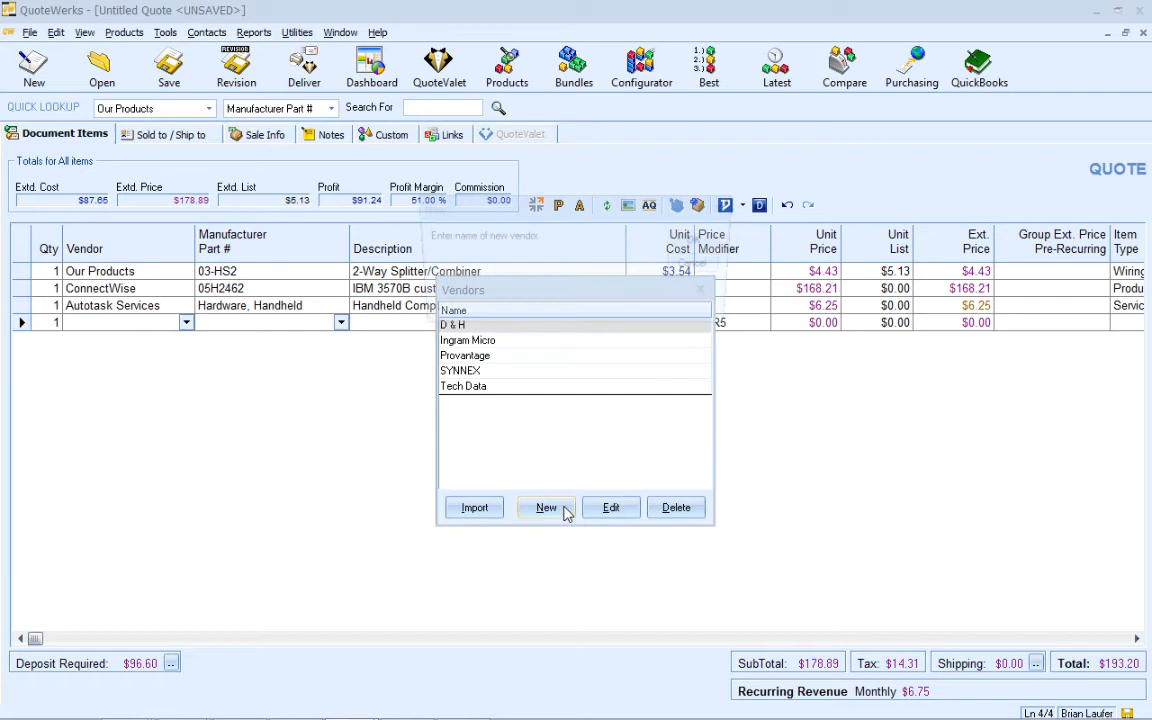 QuoteWerks - [Untitled Quote <UNSAVED>]
File Edit View Products Tools Contacts Reports Utilities Window Help
REVISION
1.)
2.)
3.)
New Open Save Revision Deliver Dashboard QuoteValet Products Bundles Configurator Best Latest Compare Purchasing QuickBooks
QUICK LOOKUP Our Products Manufacturer Part # Search For
Document Items Sold to / Ship to Sale Info Notes Custom Links QuoteValet
Totals for All items
QUOTE
Extd. Cost Extd. Price Extd. List Profit Profit Margin Commission
$87.65 $178.89 $5.13 $91.24 51.00 % $0.00
P A AQ P D
Enter name of new vendor.
Cancel
Qty Vendor Manufacturer Part # Description Unit Cost Price Modifier Unit Price Unit List Ext. Price Group Ext. Price Pre-Recurring Item Type
1 Our Products 03-HS2 2-Way Splitter/Combiner $3.54 $4.43 $5.13 $4.43 Wiring
1 ConnectWise 05H2462 IBM 3570B cust $168.21 $0.00 $168.21 Produ
1 Autotask Services Hardware, Handheld Handheld Comp $6.25 $0.00 $6.25 Servic
1 R5 $0.00 $0.00 $0.00
Vendors
Name
D & H
Ingram Micro
Provantage
SYNNEX
Tech Data
Import New Edit Delete
Deposit Required: $96.60 ..
SubTotal: $178.89 Tax: $14.31 Shipping: $0.00 .. Total: $193.20
Recurring Revenue Monthly $6.75
Ln 4/4 Brian Laufer